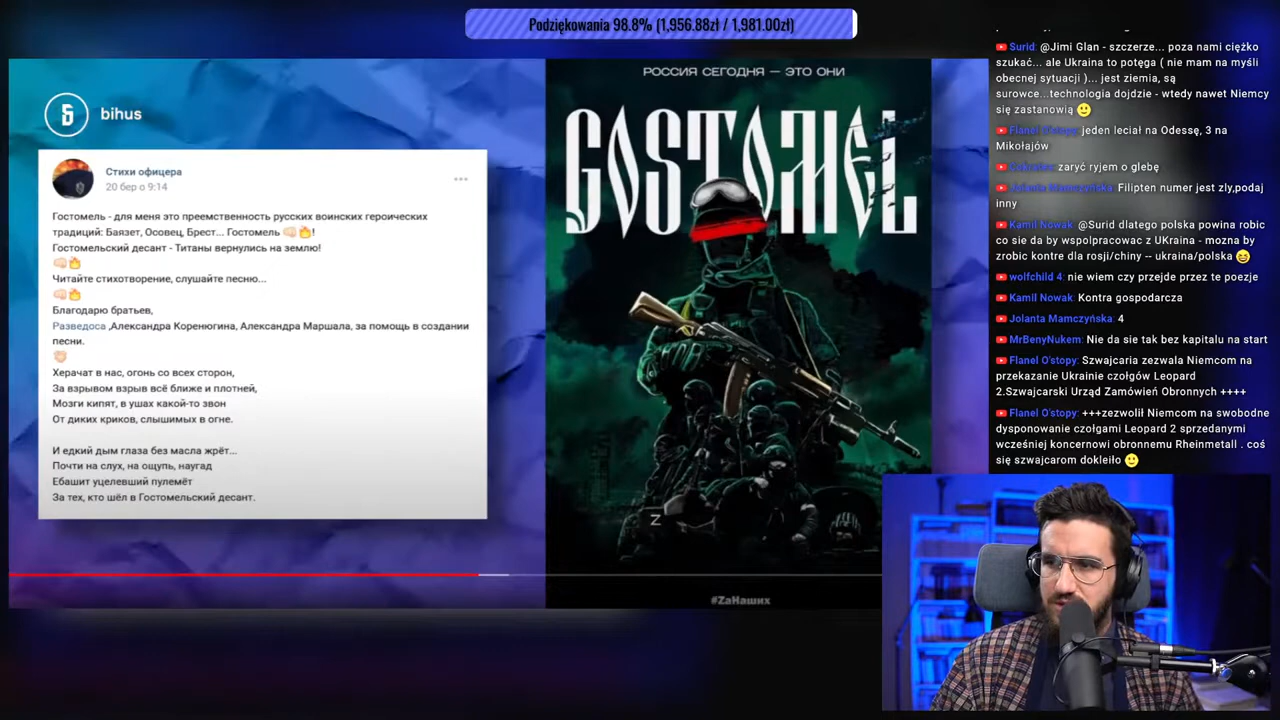 Podziękowania 98.8% (1,956.88zł / 1,981.00zł)
bihus
Стихи офицера
20 бер о 9:14
Гостомель - для меня это преемственность русских воинских героических
традиций: Баязет, Осовец, Брест... Гостомель 👊🏻🔥!
Гостомельский десант - Титаны вернулись на землю!
Читайте стихотворение, слушайте песню...
Благодарю братьев,
Разведоса ,Александра Коренюгина, Александра Маршала, за помощь в создании
песни.
Херачат в нас, огонь со всех сторон,
За взрывом взрыв всё ближе и плотней,
Мозги кипят, в ушах какой-то звон
От диких криков, слышимых в огне.
И едкий дым глаза без масла жрёт...
Почти на слух, на ощупь, наугад
Ебашит уцелевший пулемёт
За тех, кто шёл в Гостомельский десант.
РОССИЯ СЕГОДНЯ — ЭТО ОНИ
GOSTOMEL
Z
#ZаНаших
Surid: @Jimi Glan - szczerze... poza nami ciężko
szukać... ale Ukraina to potęga ( nie mam na myśli
obecnej sytuacji )... jest ziemia, są
surowce...technologia dojdzie - wtedy nawet Niemcy
się zastanowią 🙂
Flanel O'stopy: jeden leciał na Odessę, 3 na
Mikołajów
zaryć ryjem o glebę
Jolanta Mamczyńska: Filipten numer jest zly,podaj
inny
Kamil Nowak: @Surid dlatego polska powina robic
co sie da by wspolpracowac z UKraina - mozna by
zrobic kontre dla rosji/chiny -- ukraina/polska 😆
wolfchild 4: nie wiem czy przejde przez te poezje
Kamil Nowak: Kontra gospodarcza
Jolanta Mamczyńska: 4
MrBenyNukem: Nie da sie tak bez kapitalu na start
Flanel O'stopy: Szwajcaria zezwala Niemcom na
przekazanie Ukrainie czołgów Leopard
2.Szwajcarski Urząd Zamówień Obronnych ++++
Flanel O'stopy: +++zezwolił Niemcom na swobodne
dysponowanie czołgami Leopard 2 sprzedanymi
wcześniej koncernowi obronnemu Rheinmetall . coś
się szwajcarom dokleiło 🙂